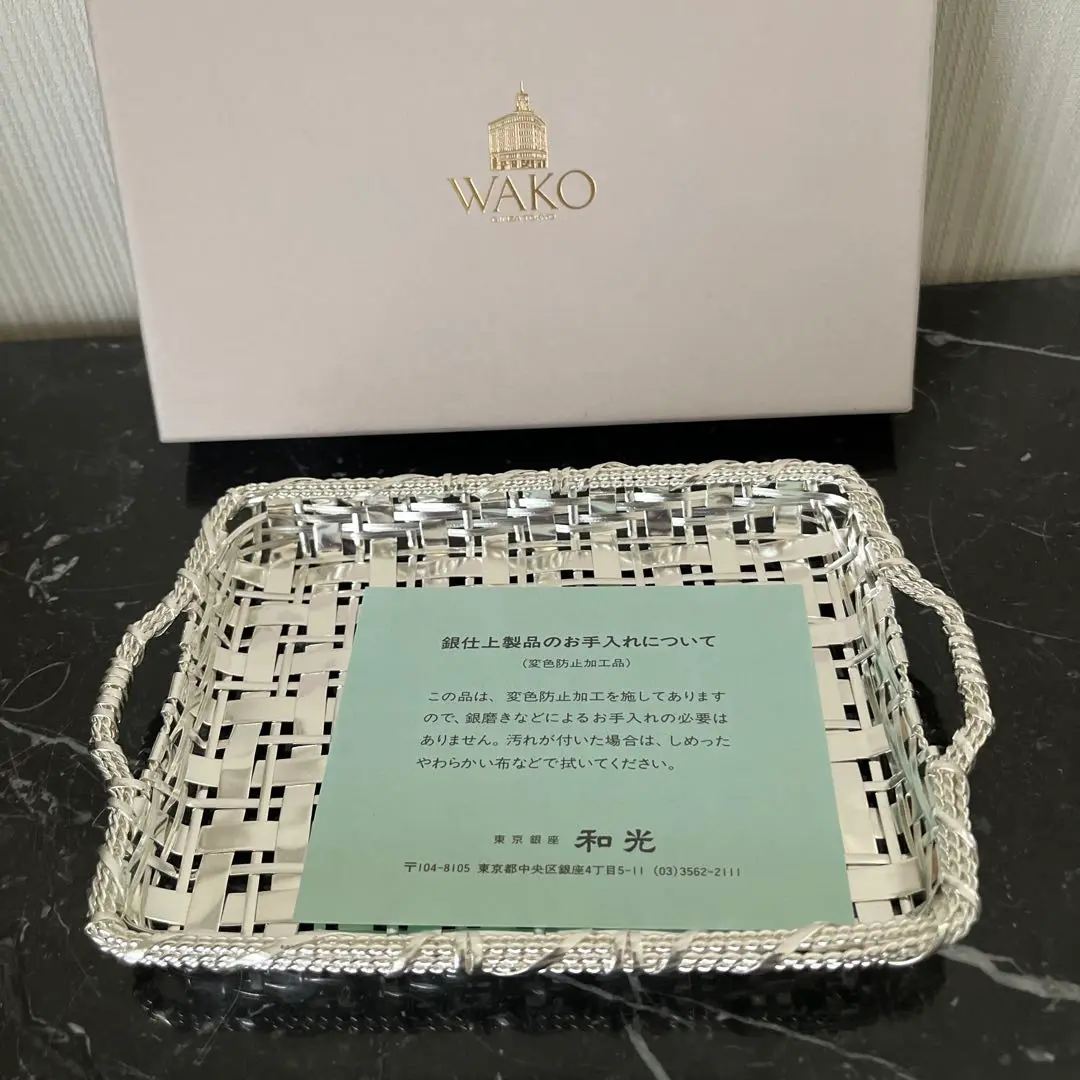 WAKO
GINZA TOKYO
銀仕上製品のお手入れについて
(変色防止加工品)
この品は、変色防止加工を施してあります
ので、銀磨きなどによるお手入れの必要は
ありません。汚れが付いた場合は、しめった
やわらかい布などで拭いてください。
東京銀座 和光
〒104-8105 東京都中央区銀座4丁目5-11 (03)3562-2111